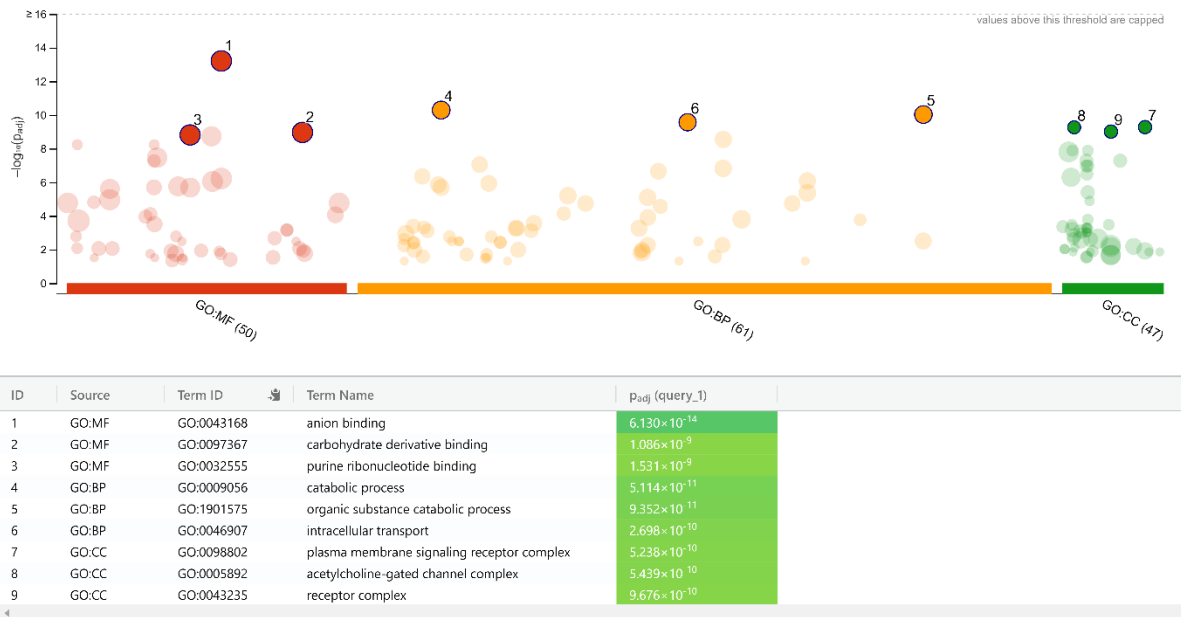 ≥ 16
values above this threshold are capped
14
12
10
8
6
4
2
0
-log₁₀(padj)
1
2
3
4
5
6
7
8
9
GO:MF (50)
GO:BP (61)
GO:CC (47)
ID Source Term ID Term Name padj (query_1)
1 GO:MF GO:0043168 anion binding 6.130×10⁻¹⁴
2 GO:MF GO:0097367 carbohydrate derivative binding 1.086×10⁻⁹
3 GO:MF GO:0032555 purine ribonucleotide binding 1.531×10⁻⁹
4 GO:BP GO:0009056 catabolic process 5.114×10⁻¹¹
5 GO:BP GO:1901575 organic substance catabolic process 9.352×10⁻¹¹
6 GO:BP GO:0046907 intracellular transport 2.698×10⁻¹⁰
7 GO:CC GO:0098802 plasma membrane signaling receptor complex 5.238×10⁻¹⁰
8 GO:CC GO:0005892 acetylcholine-gated channel complex 5.439×10⁻¹⁰
9 GO:CC GO:0043235 receptor complex 9.676×10⁻¹⁰